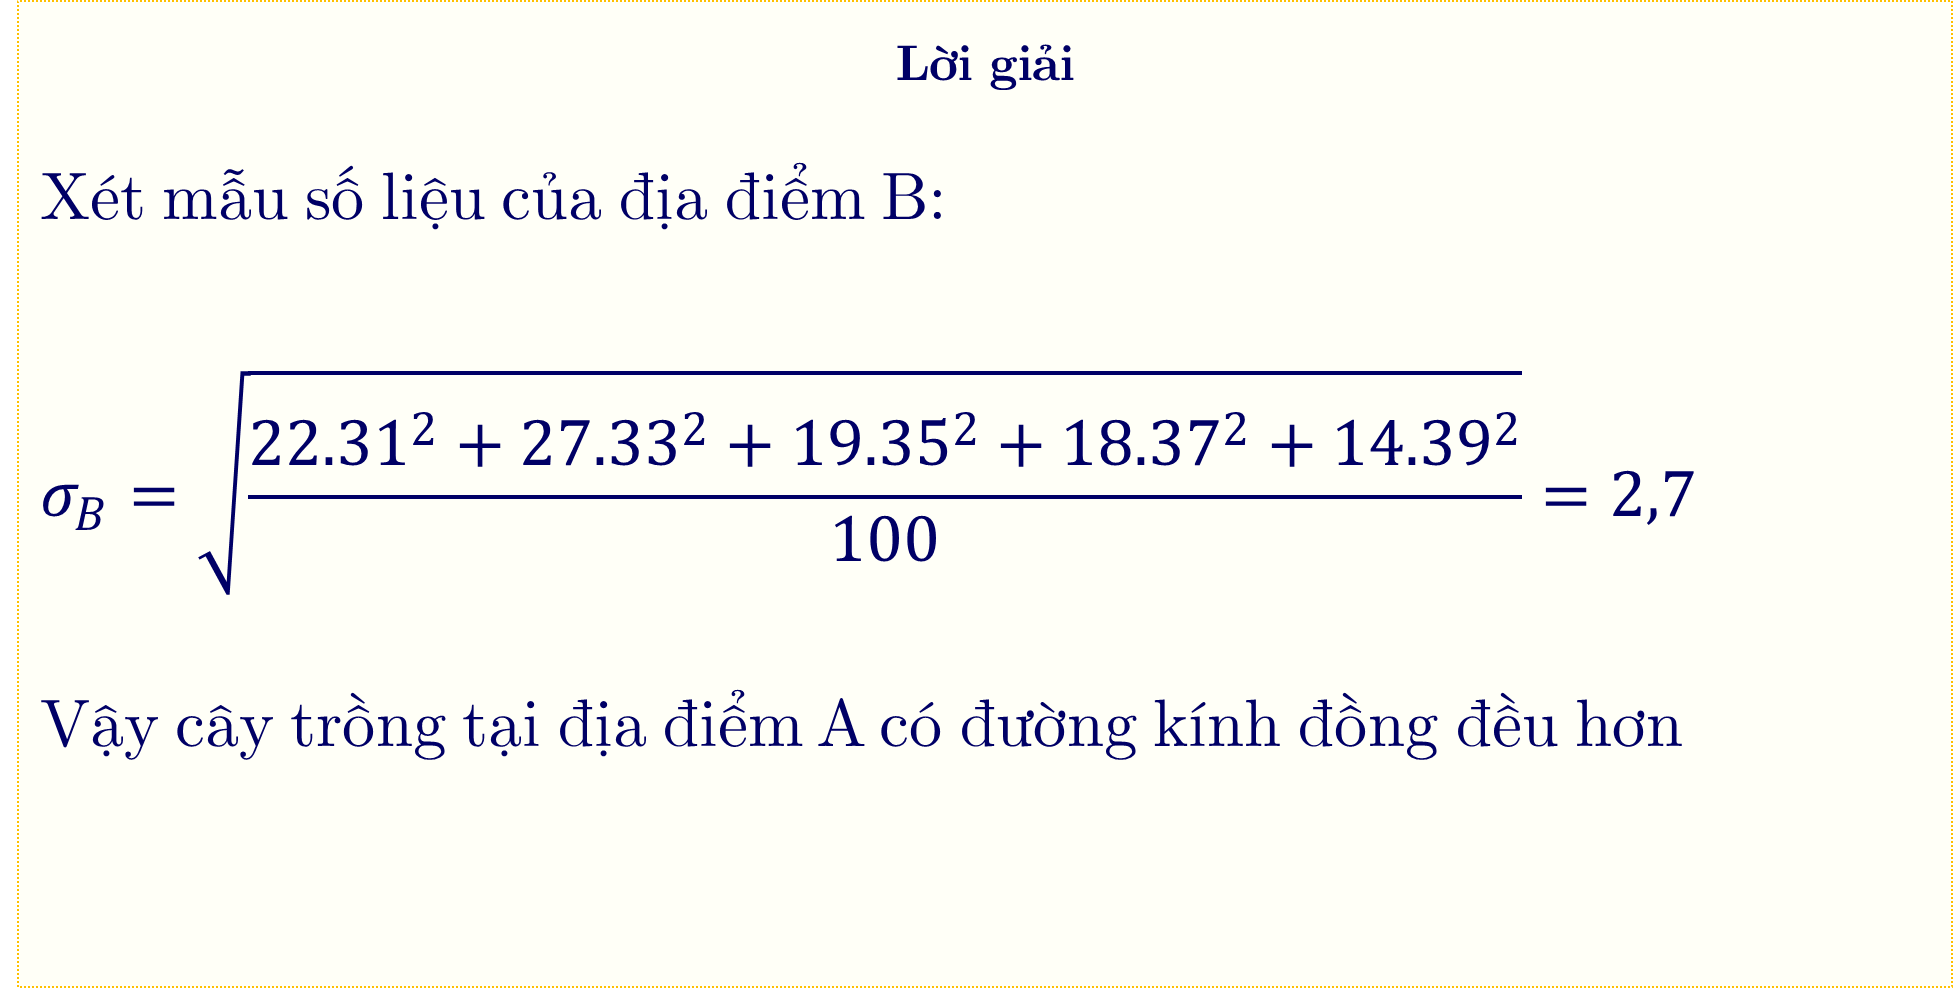 Lời giải
Xét mẫu số liệu của địa điểm B:
σ_B = √((22.31² + 27.33² + 19.35² + 18.37² + 14.39²)/100) = 2,7
Vậy cây trồng tại địa điểm A có đường kính đồng đều hơn